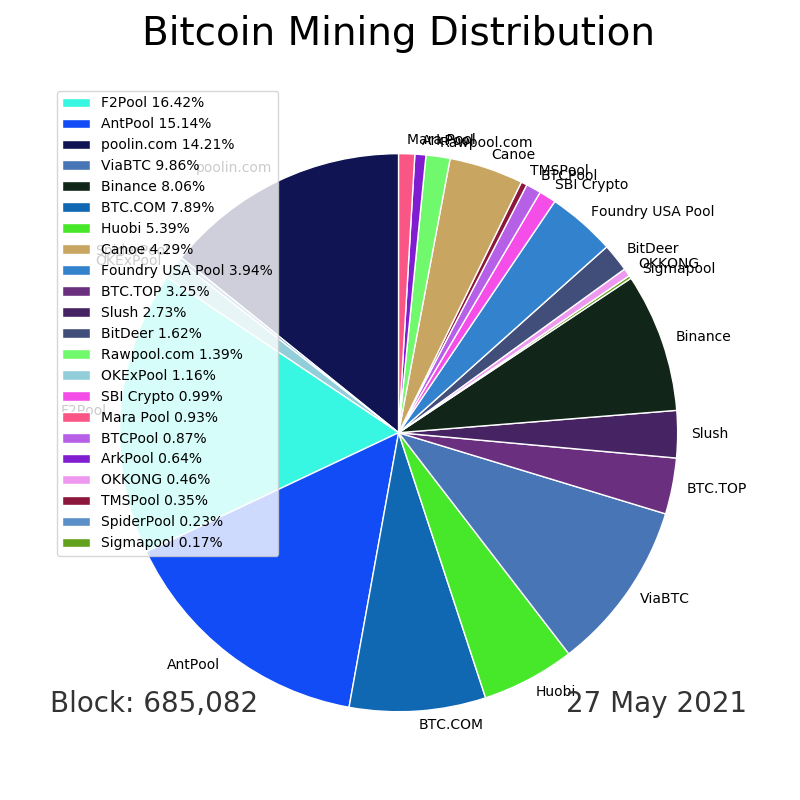 Bitcoin Mining Distribution
F2Pool 16.42%
AntPool 15.14%
poolin.com 14.21%
ViaBTC 9.86%
Binance 8.06%
BTC.COM 7.89%
Huobi 5.39%
Canoe 4.29%
Foundry USA Pool 3.94%
BTC.TOP 3.25%
Slush 2.73%
BitDeer 1.62%
Rawpool.com 1.39%
OKExPool 1.16%
SBI Crypto 0.99%
Mara Pool 0.93%
BTCPool 0.87%
ArkPool 0.64%
OKKONG 0.46%
TMSPool 0.35%
SpiderPool 0.23%
Sigmapool 0.17%
Mara Pool
ArkPool
Rawpool.com
Canoe
TMSPool
BTCPool
SBI Crypto
Foundry USA Pool
BitDeer
OKKONG
Sigmapool
Binance
Slush
BTC.TOP
ViaBTC
Huobi
BTC.COM
AntPool
F2Pool
OKExPool
SpiderPool
poolin.com
Block: 685,082
27 May 2021